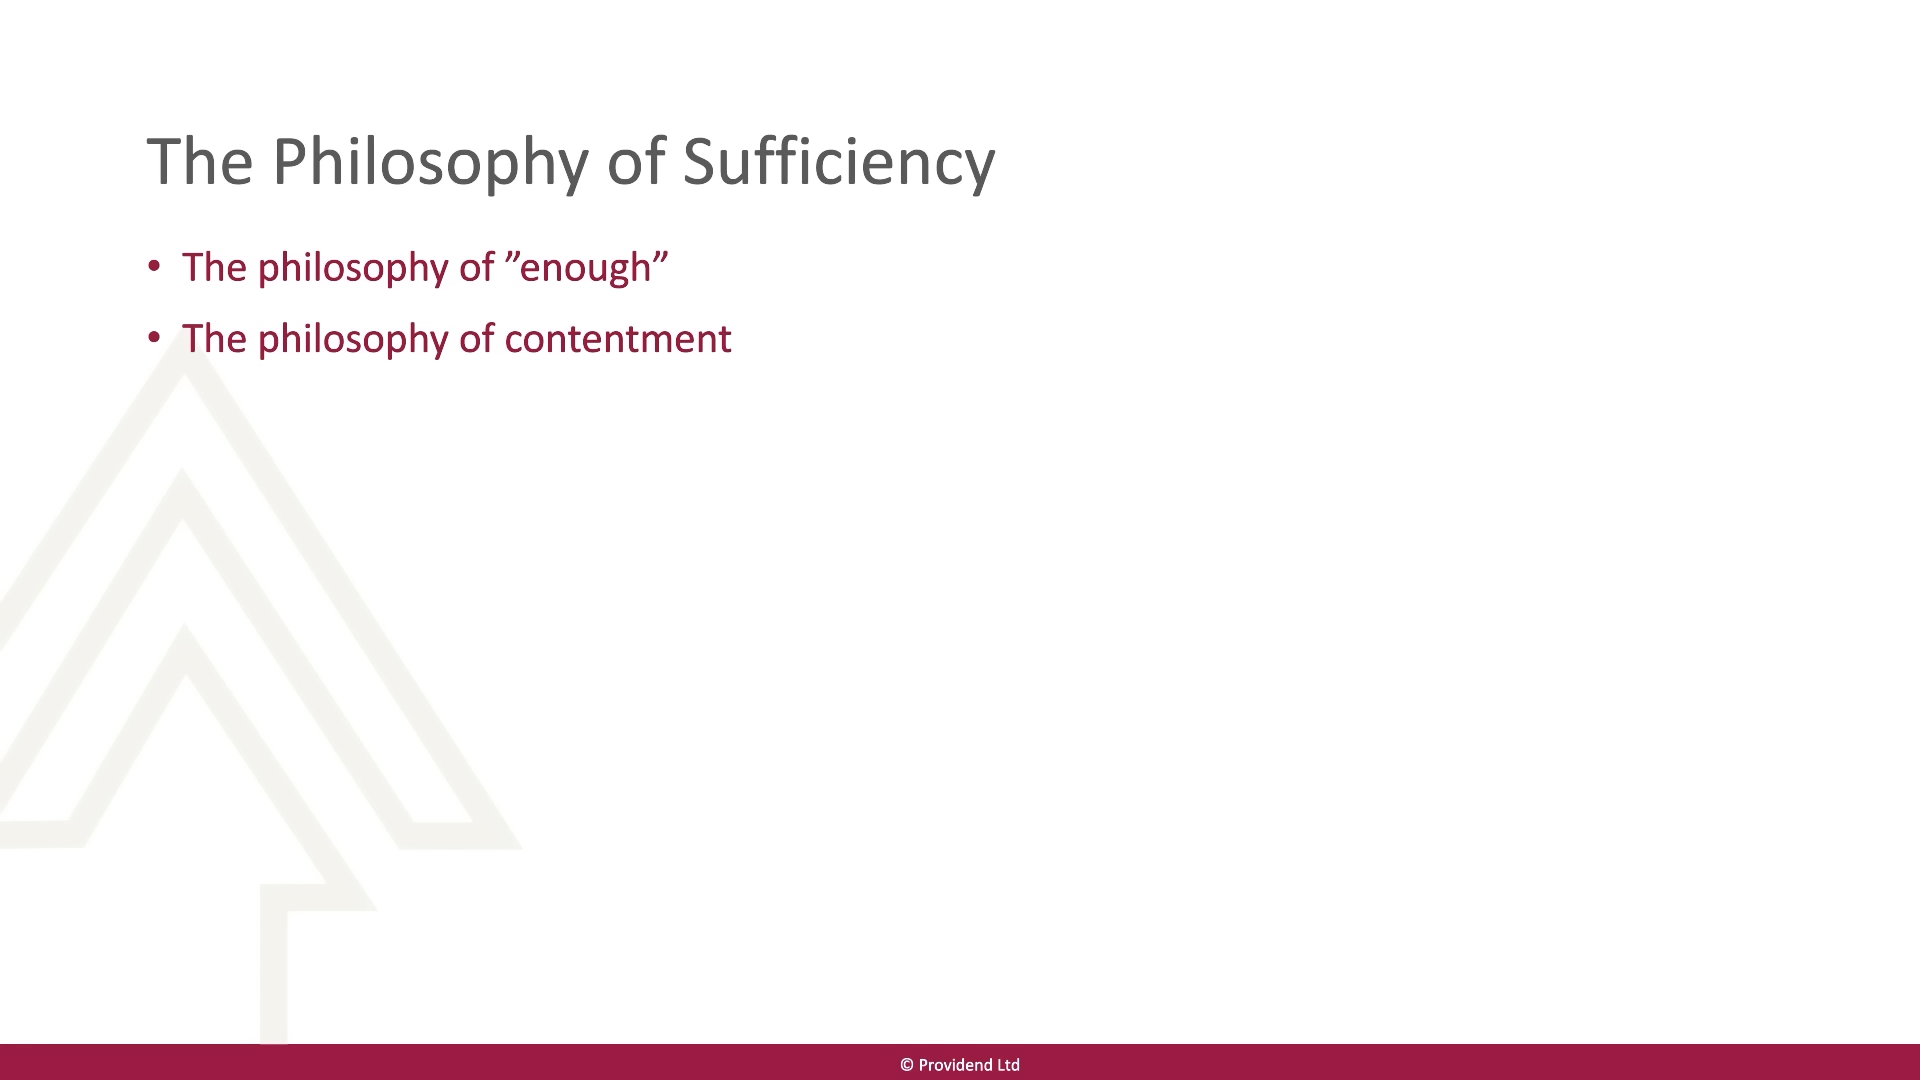 The Philosophy of Sufficiency
• The philosophy of ”enough”
• The philosophy of contentment
© Providend Ltd